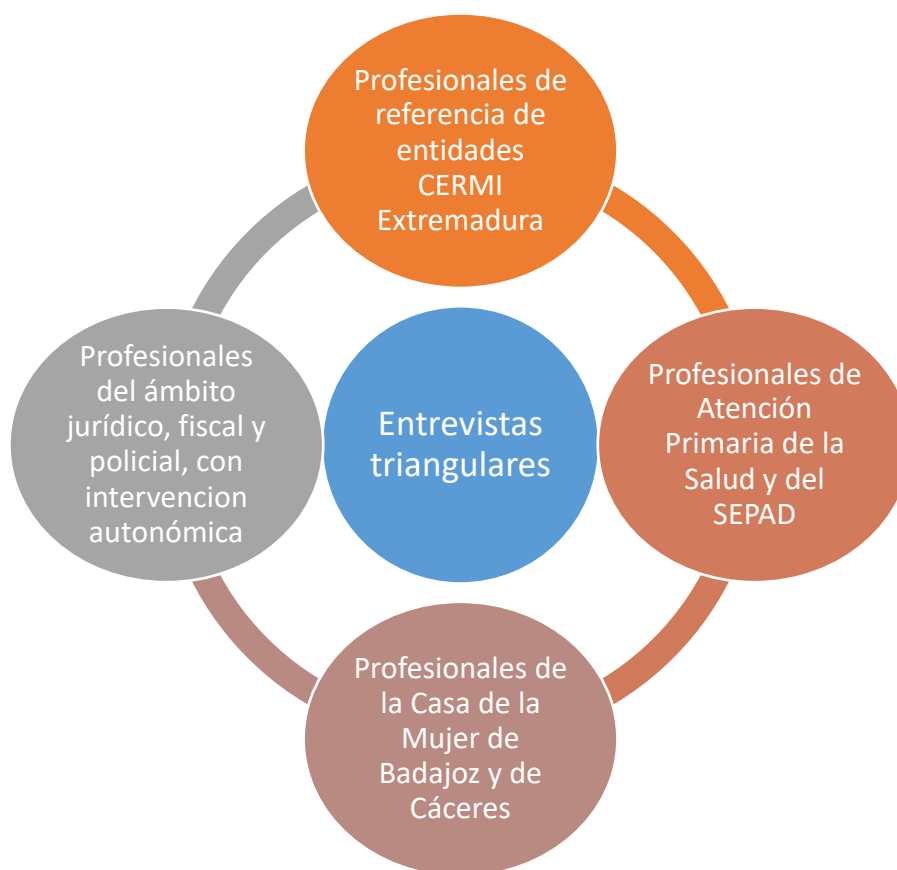 Profesionales de
referencia de
entidades
CERMI
Extremadura
Profesionales
del ámbito
jurídico, fiscal y
policial, con
intervencion
autonómica
Entrevistas
triangulares
Profesionales de
Atención
Primaria de la
Salud y del
SEPAD
Profesionales de
la Casa de la
Mujer de
Badajoz y de
Cáceres